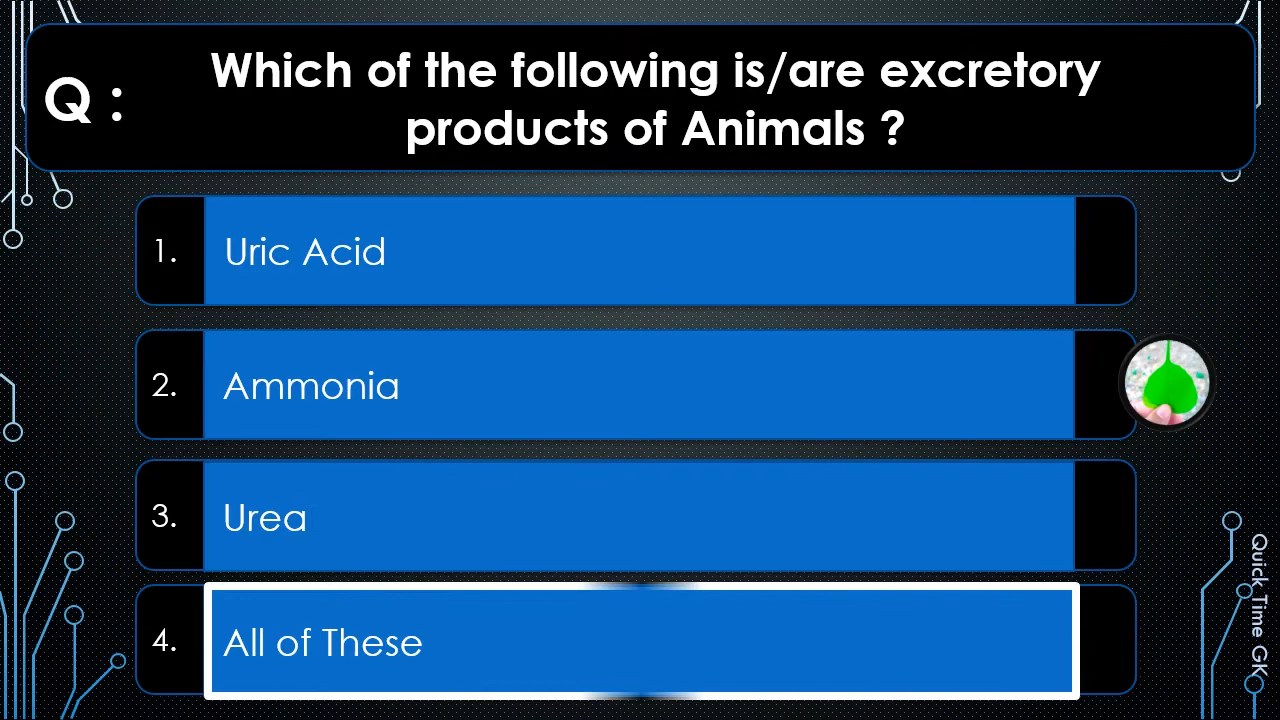 Q :
Which of the following is/are excretory
products of Animals ?
1. Uric Acid
2. Ammonia
3. Urea
4. All of These
Quick Time GK